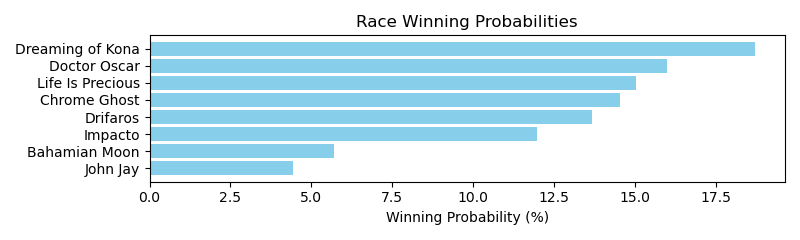 Race Winning Probabilities
Dreaming of Kona
Doctor Oscar
Life Is Precious
Chrome Ghost
Drifaros
Impacto
Bahamian Moon
John Jay
0.0 2.5 5.0 7.5 10.0 12.5 15.0 17.5
Winning Probability (%)